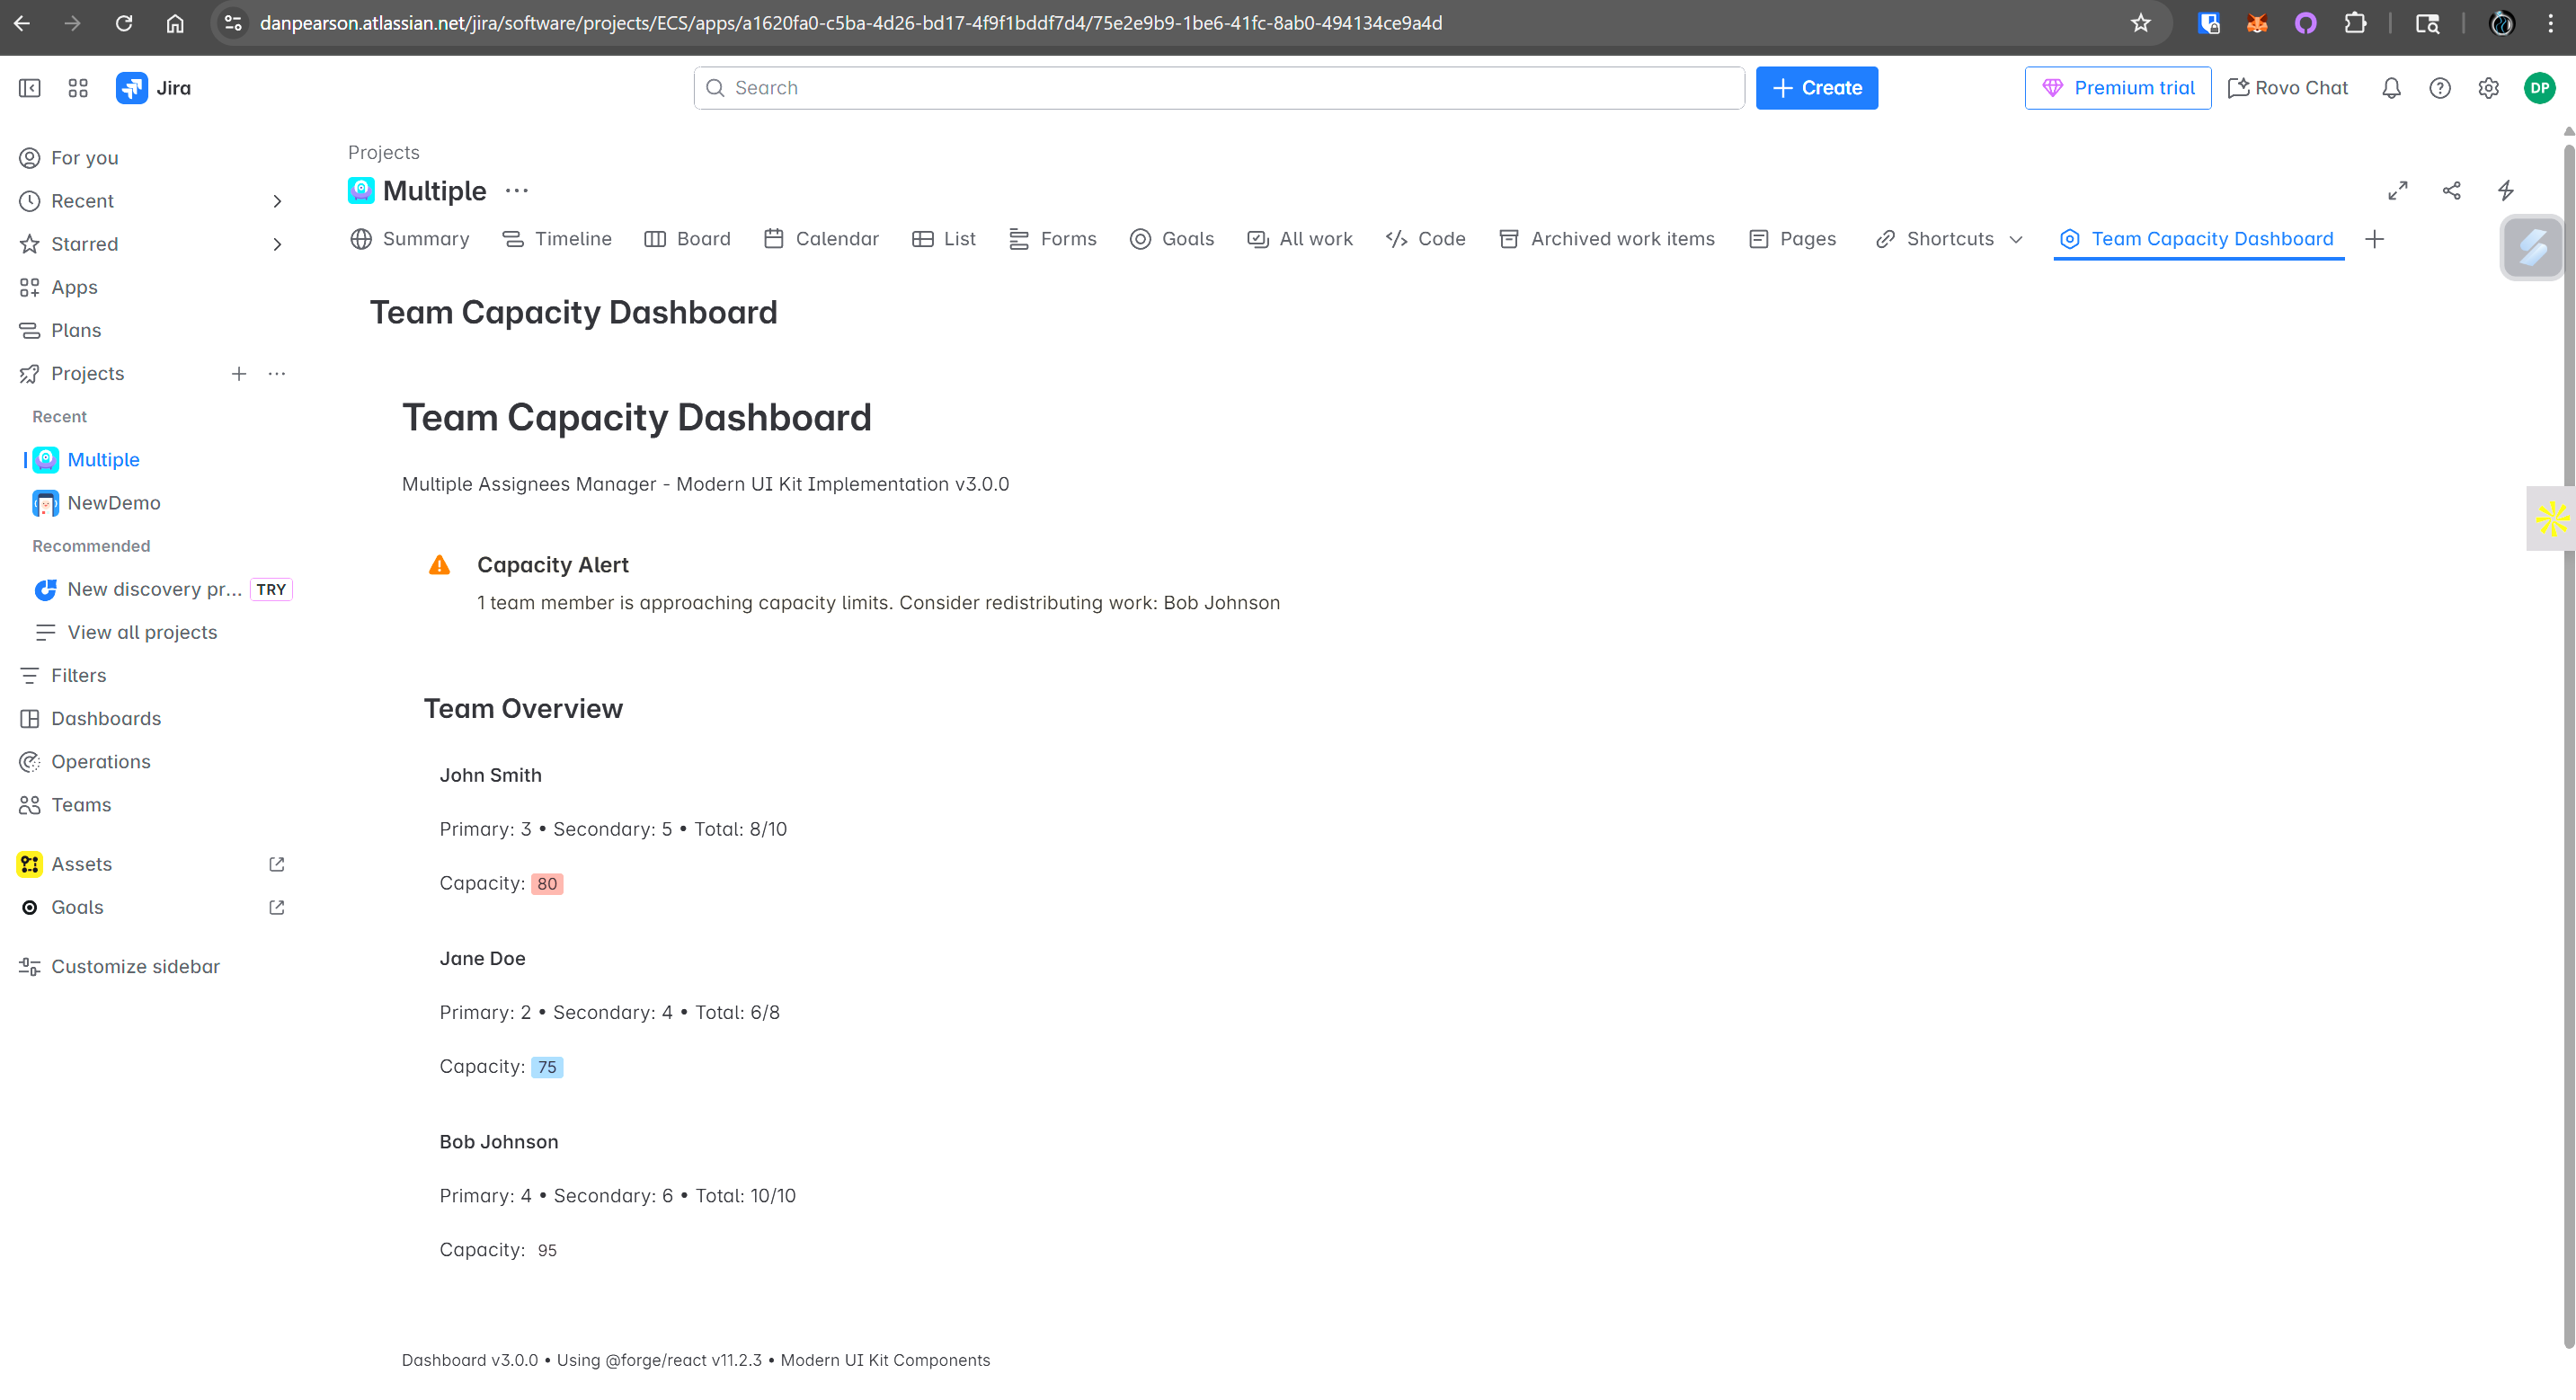 danpearson.atlassian.net/jira/software/projects/ECS/apps/a1620fa0-c5ba-4d26-bd17-4f9f1bddf7d4/75e2e9b9-1be6-41fc-8ab0-494134ce9a4d
Jira
Search
Create
Premium trial
Rovo Chat
DP
For you
Recent
Starred
Apps
Plans
Projects
Recent
Multiple
NewDemo
Recommended
New discovery pr... TRY
View all projects
Filters
Dashboards
Operations
Teams
Assets
Goals
Customize sidebar
Projects
Multiple
Summary Timeline Board Calendar List Forms Goals All work Code Archived work items Pages Shortcuts Team Capacity Dashboard
Team Capacity Dashboard
Team Capacity Dashboard
Multiple Assignees Manager - Modern UI Kit Implementation v3.0.0
Capacity Alert
1 team member is approaching capacity limits. Consider redistributing work: Bob Johnson
Team Overview
John Smith
Primary: 3 • Secondary: 5 • Total: 8/10
Capacity: 80
Jane Doe
Primary: 2 • Secondary: 4 • Total: 6/8
Capacity: 75
Bob Johnson
Primary: 4 • Secondary: 6 • Total: 10/10
Capacity: 95
Dashboard v3.0.0 • Using @forge/react v11.2.3 • Modern UI Kit Components